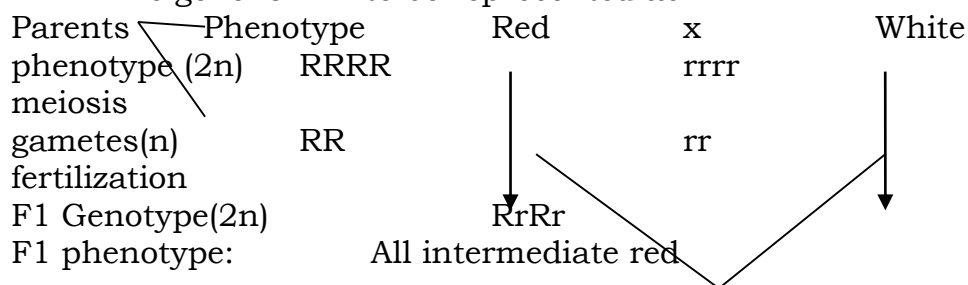 Parents Phenotype Red x White
phenotype (2n) RRRR rrrr
meiosis
gametes(n) RR rr
fertilization
F1 Genotype(2n) RrRr
F1 phenotype: All intermediate red